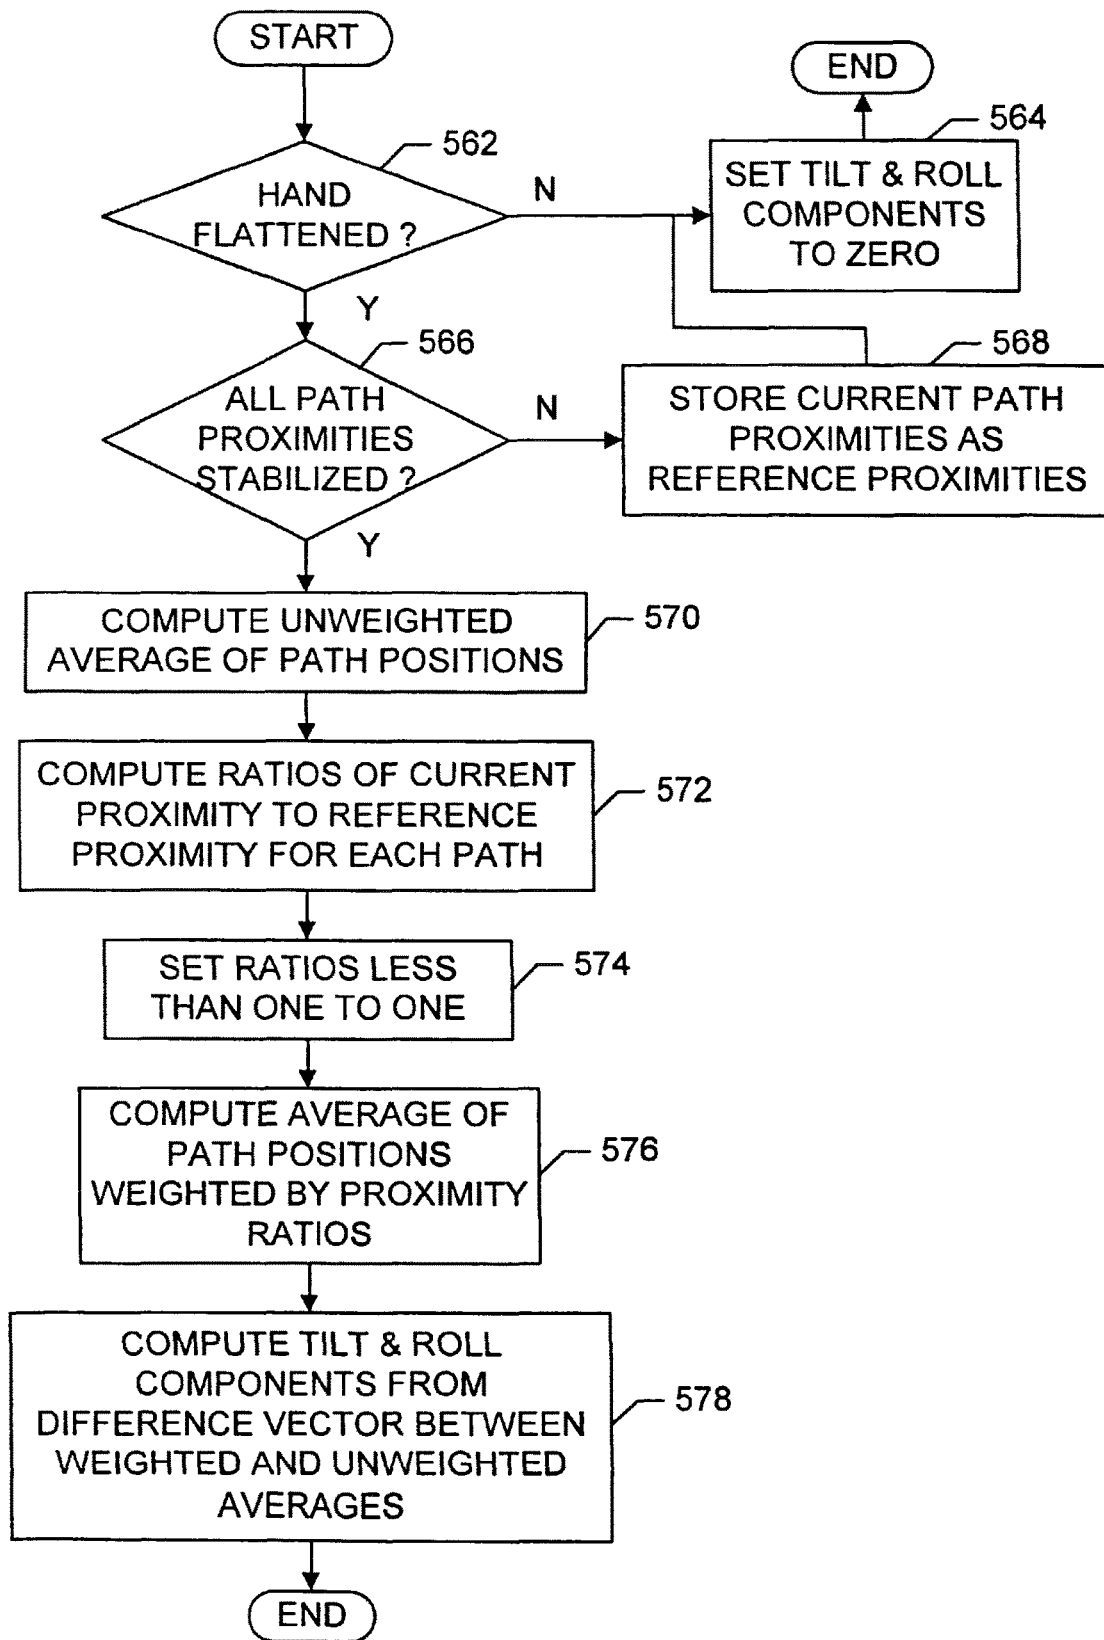 START
END
562
564
HAND
FLATTENED ?
N
SET TILT & ROLL
COMPONENTS
TO ZERO
Y
566
568
ALL PATH
PROXIMITIES
STABILIZED ?
N
STORE CURRENT PATH
PROXIMITIES AS
REFERENCE PROXIMITIES
Y
COMPUTE UNWEIGHTED
AVERAGE OF PATH POSITIONS
570
COMPUTE RATIOS OF CURRENT
PROXIMITY TO REFERENCE
PROXIMITY FOR EACH PATH
572
SET RATIOS LESS
THAN ONE TO ONE
574
COMPUTE AVERAGE OF
PATH POSITIONS
WEIGHTED BY PROXIMITY
RATIOS
576
COMPUTE TILT & ROLL
COMPONENTS FROM
DIFFERENCE VECTOR BETWEEN
WEIGHTED AND UNWEIGHTED
AVERAGES
578
END